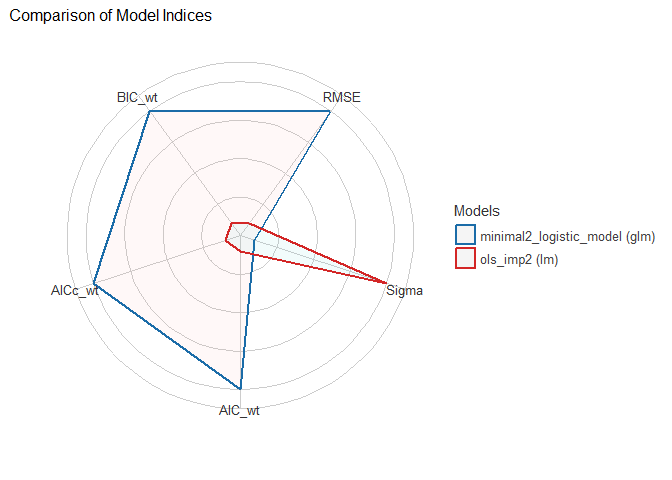 Comparison of Model Indices
BIC_wt
RMSE
AICc_wt
Sigma
AIC_wt
Models
minimal2_logistic_model (glm)
ols_imp2 (lm)